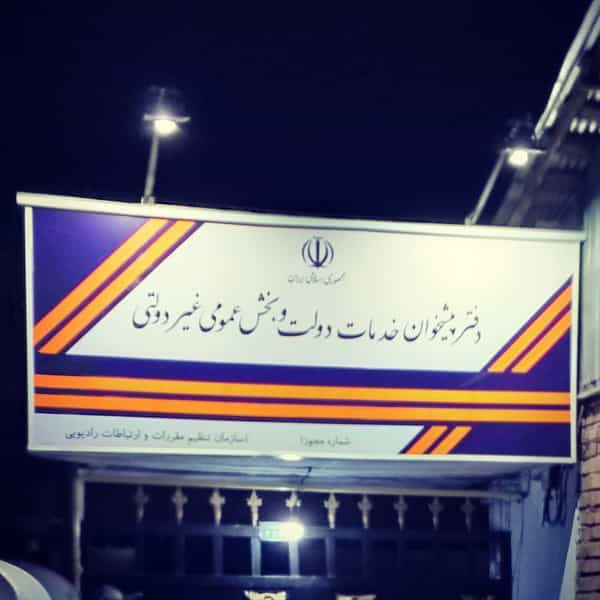 جمهوری اسلامی ایران
دفتر پیشخوان خدمات دولت و بخش عمومی غیر دولتی
شماره مجوز: سازمان تنظیم مقررات و ارتباطات رادیویی